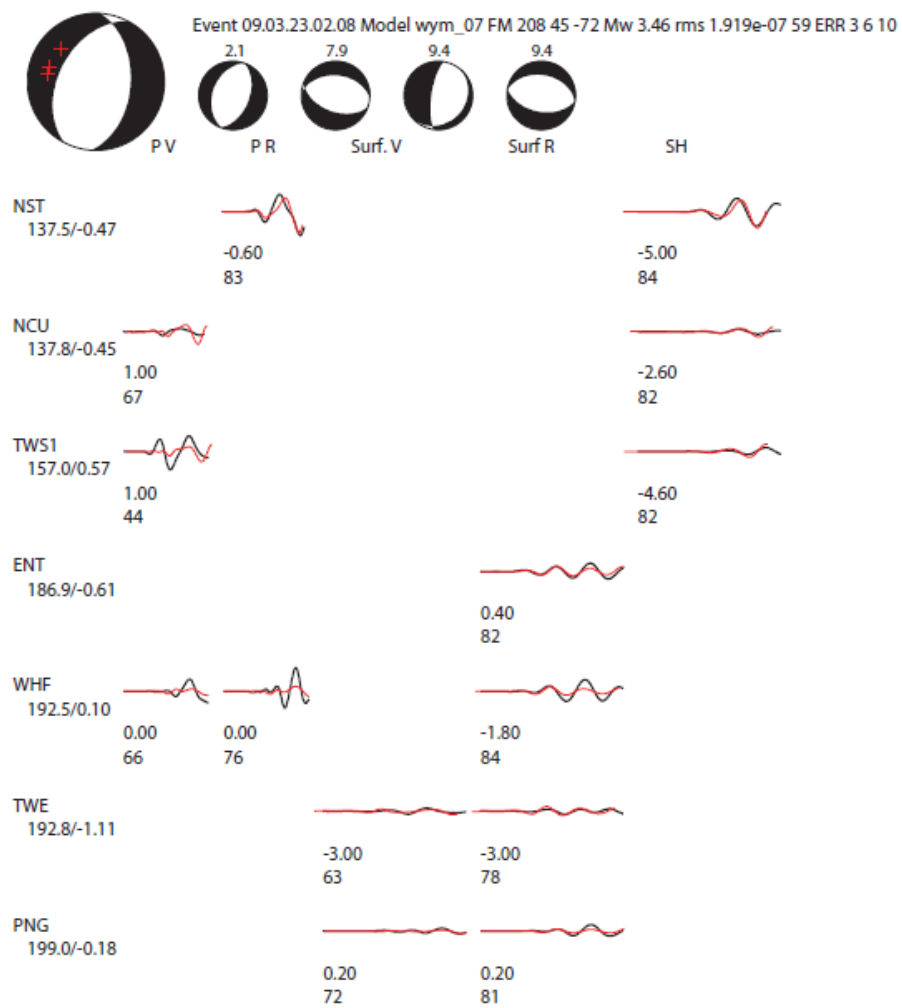 Event 09.03.23.02.08 Model wym_07 FM 208 45 -72 Mw 3.46 rms 1.919e-07 59 ERR 3 6 10
2.1 7.9 9.4 9.4
P V P R Surf. V Surf R SH
NST
137.5/-0.47
-0.60 -5.00
83 84
NCU
137.8/-0.45
1.00 -2.60
67 82
TWS1
157.0/0.57
1.00 -4.60
44 82
ENT
186.9/-0.61
0.40
82
WHF
192.5/0.10
0.00 0.00 -1.80
66 76 84
TWE
192.8/-1.11
-3.00 -3.00
63 78
PNG
199.0/-0.18
0.20 0.20
72 81